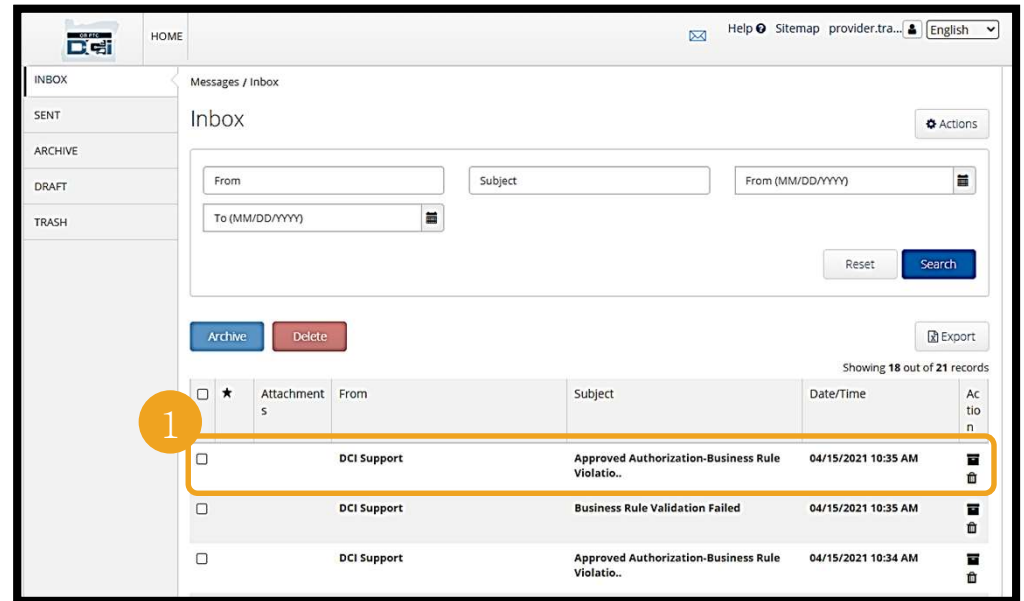 OR PTC
DCi
HOME
Help Sitemap provider.tra... English
INBOX
SENT
ARCHIVE
DRAFT
TRASH
Messages / Inbox
Inbox
Actions
From
Subject
From (MM/DD/YYYY)
To (MM/DD/YYYY)
Reset
Search
Archive
Delete
Export
Showing 18 out of 21 records
Attachment From Subject Date/Time Ac
s tio
n
1
DCI Support Approved Authorization-Business Rule 04/15/2021 10:35 AM
Violatio..
DCI Support Business Rule Validation Failed 04/15/2021 10:35 AM
DCI Support Approved Authorization-Business Rule 04/15/2021 10:34 AM
Violatio..